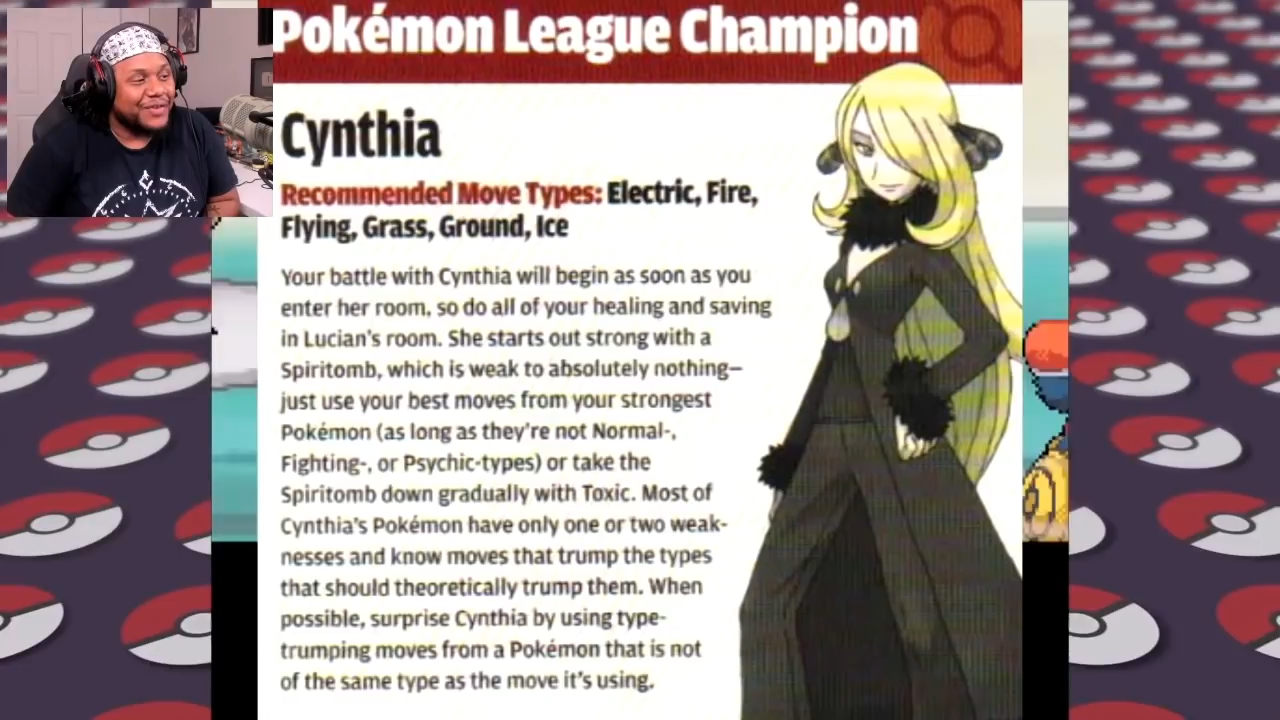 Pokémon League Champion
Cynthia
Recommended Move Types: Electric, Fire,
Flying, Grass, Ground, Ice
Your battle with Cynthia will begin as soon as you
enter her room, so do all of your healing and saving
in Lucian's room. She starts out strong with a
Spiritomb, which is weak to absolutely nothing—
just use your best moves from your strongest
Pokémon (as long as they're not Normal-,
Fighting-, or Psychic-types) or take the
Spiritomb down gradually with Toxic. Most of
Cynthia's Pokémon have only one or two weak-
nesses and know moves that trump the types
that should theoretically trump them. When
possible, surprise Cynthia by using type-
trumping moves from a Pokémon that is not
of the same type as the move it's using.